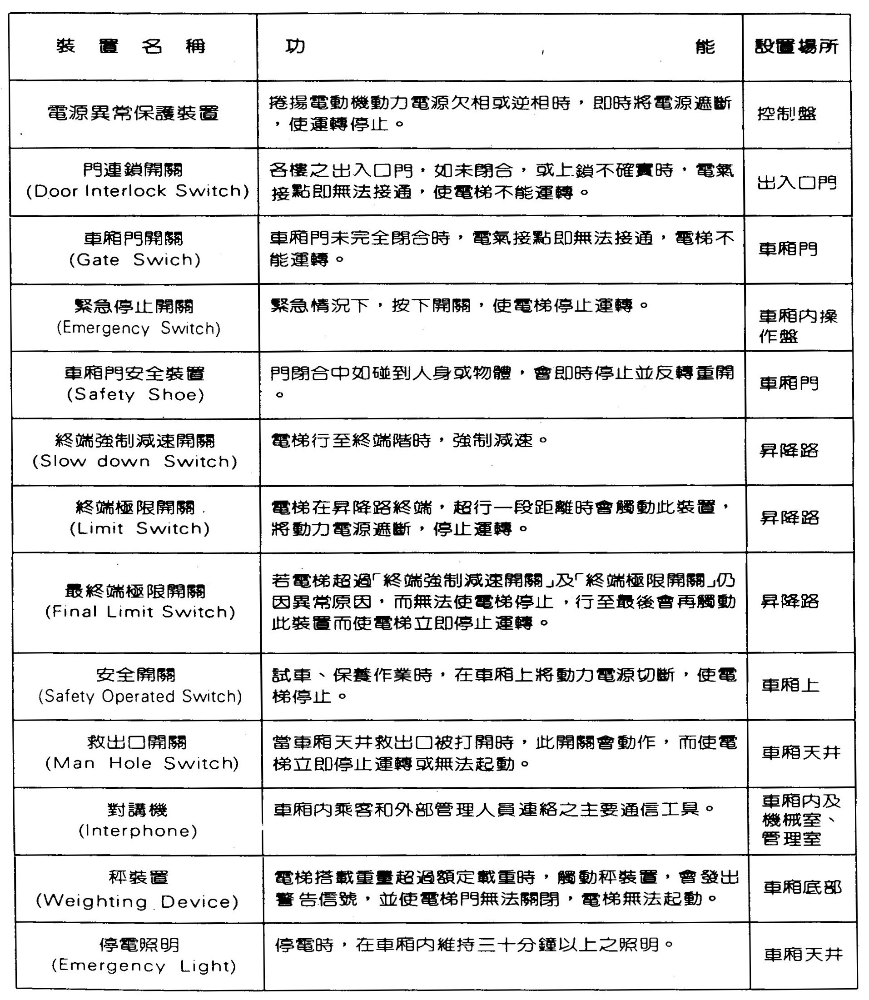 裝置名稱 功能 設置場所
電源異常保護裝置
捲揚電動機動力電源欠相或逆相時，即時將電源遮斷
，使運轉停止。
控制盤
門連鎖開關
(Door Interlock Switch)
各樓之出入口門，如未閉合，或上鎖不確實時，電氣
接點即無法接通，使電梯不能運轉。
出入口門
車廂門開關
(Gate Swich)
車廂門未完全閉合時，電氣接點即無法接通，電梯不
能運轉。
車廂門
緊急停止開關
(Emergency Switch)
緊急情況下，按下開關，使電梯停止運轉。
車廂内操
作盤
車廂門安全裝置
(Safety Shoe)
門閉合中如碰到人身或物體，會即時停止並反轉重開
。
車廂門
終端強制減速開關
(Slow down Switch)
電梯行至終端階時，強制減速。
昇降路
終端極限開關
(Limit Switch)
電梯在昇降路終端，超行一段距離時會觸動此裝置，
將動力電源遮斷，停止運轉。
昇降路
最終端極限開關
(Final Limit Switch)
若電梯超過「終端強制減速開關」及「終端極限開關」仍
因異常原因，而無法使電梯停止，行至最後會再觸動
此裝置而使電梯立即停止運轉。
昇降路
安全開關
(Safety Operated Switch)
試車、保養作業時，在車廂上將動力電源切斷，使電
梯停止。
車廂上
救出口開關
(Man Hole Switch)
當車廂天井救出口被打開時，此開關會動作，而使電
梯立即停止運轉或無法起動。
車廂天井
對講機
(Interphone)
車廂内乘客和外部管理人員連絡之主要通信工具。
車廂内及
機械室、
管理室
秤裝置
(Weighting Device)
電梯搭載重量超過額定載重時，觸動秤裝置，會發出
警告信號，並使電梯門無法關閉，電梯無法起動。
車廂底部
停電照明
(Emergency Light)
停電時，在車廂内維持三十分鐘以上之照明。
車廂天井